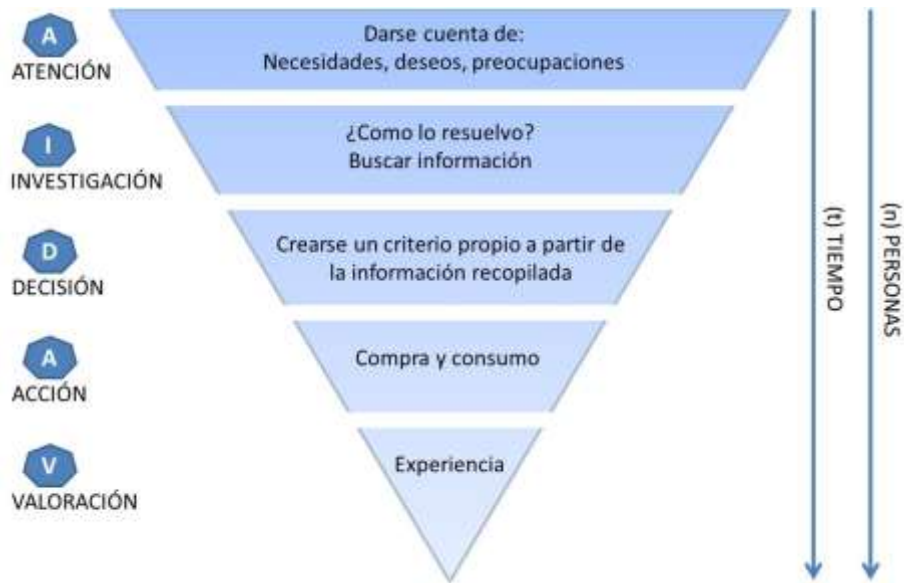 A
ATENCIÓN
Darse cuenta de:
Necesidades, deseos, preocupaciones
I
INVESTIGACIÓN
¿Como lo resuelvo?
Buscar información
D
DECISIÓN
Crearse un criterio propio a partir de
la información recopilada
A
ACCIÓN
Compra y consumo
V
VALORACIÓN
Experiencia
(t) TIEMPO
(n) PERSONAS